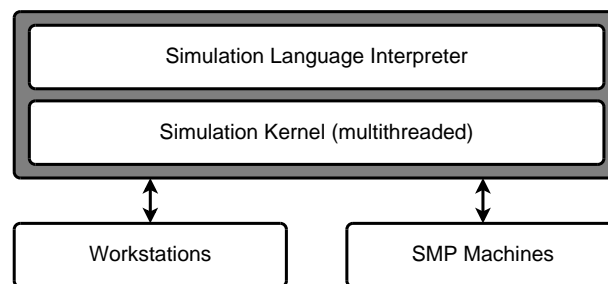 Simulation Language Interpreter
Simulation Kernel (multithreaded)
Workstations
SMP Machines